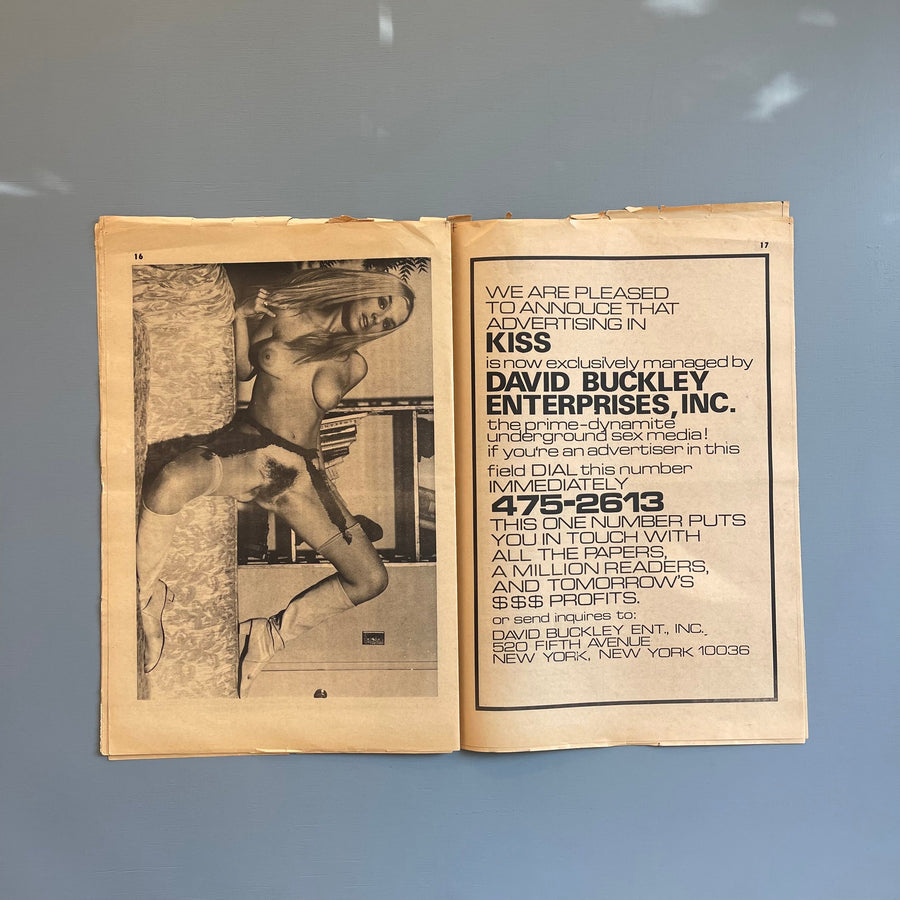 16
17
WE ARE PLEASED
TO ANNOUCE THAT
ADVERTISING IN
KISS
is now exclusively managed by
DAVID BUCKLEY
ENTERPRISES, INC.
the prime-dynamite
underground sex media!
if you're an advertiser in this
field DIAL this number
IMMEDIATELY
475-2613
THIS ONE NUMBER PUTS
YOU IN TOUCH WITH
ALL THE PAPERS,
A MILLION READERS,
AND TOMORROW'S
$$$ PROFITS.
or send inquires to:
DAVID BUCKLEY ENT., INC.
520 FIFTH AVENUE
NEW YORK, NEW YORK 10036